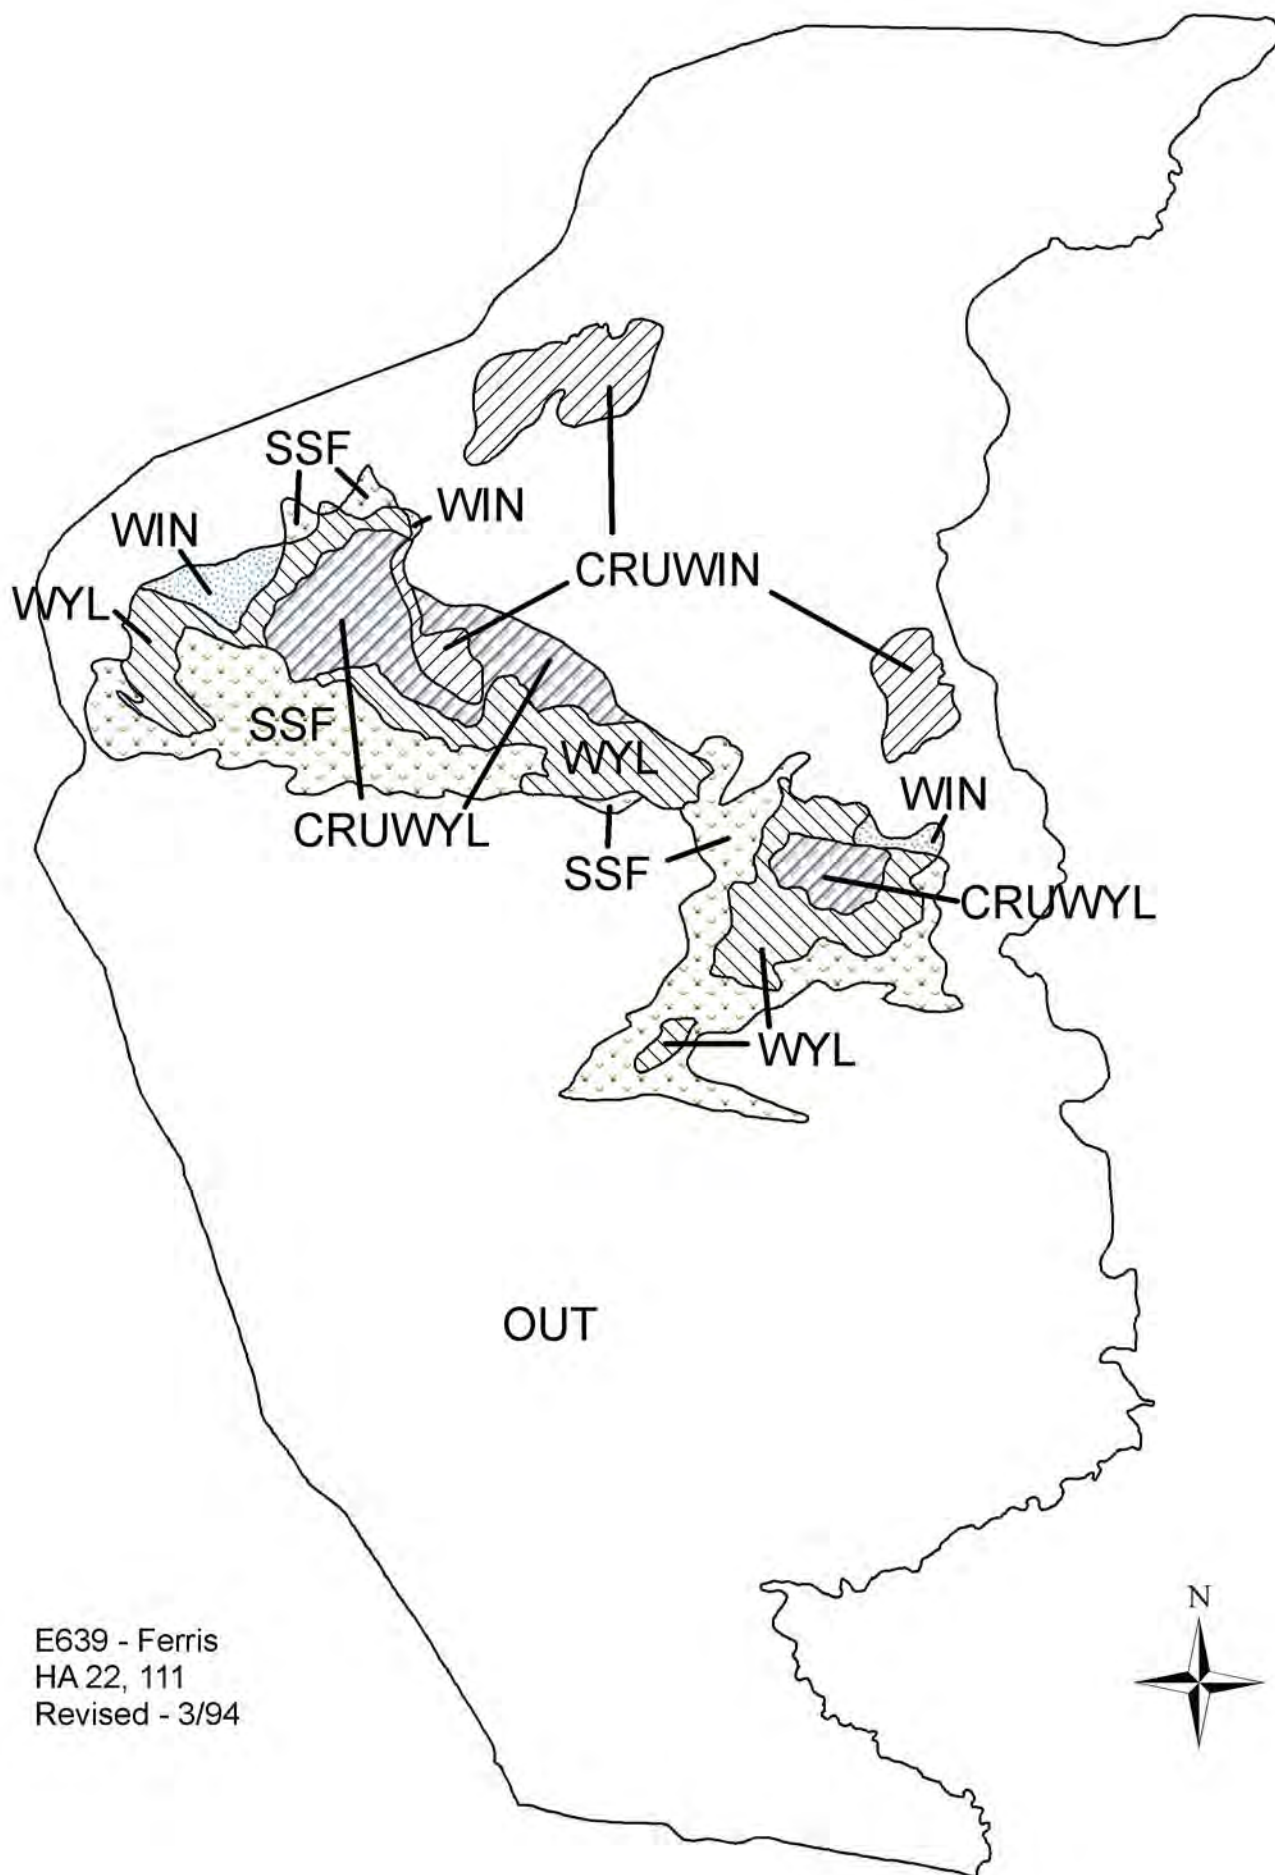 SSF
WIN
WIN
CRUWIN
WYL
SSF
WYL
WIN
CRUWYL
SSF
CRUWYL
WYL
OUT
N
E639 - Ferris
HA 22, 111
Revised - 3/94